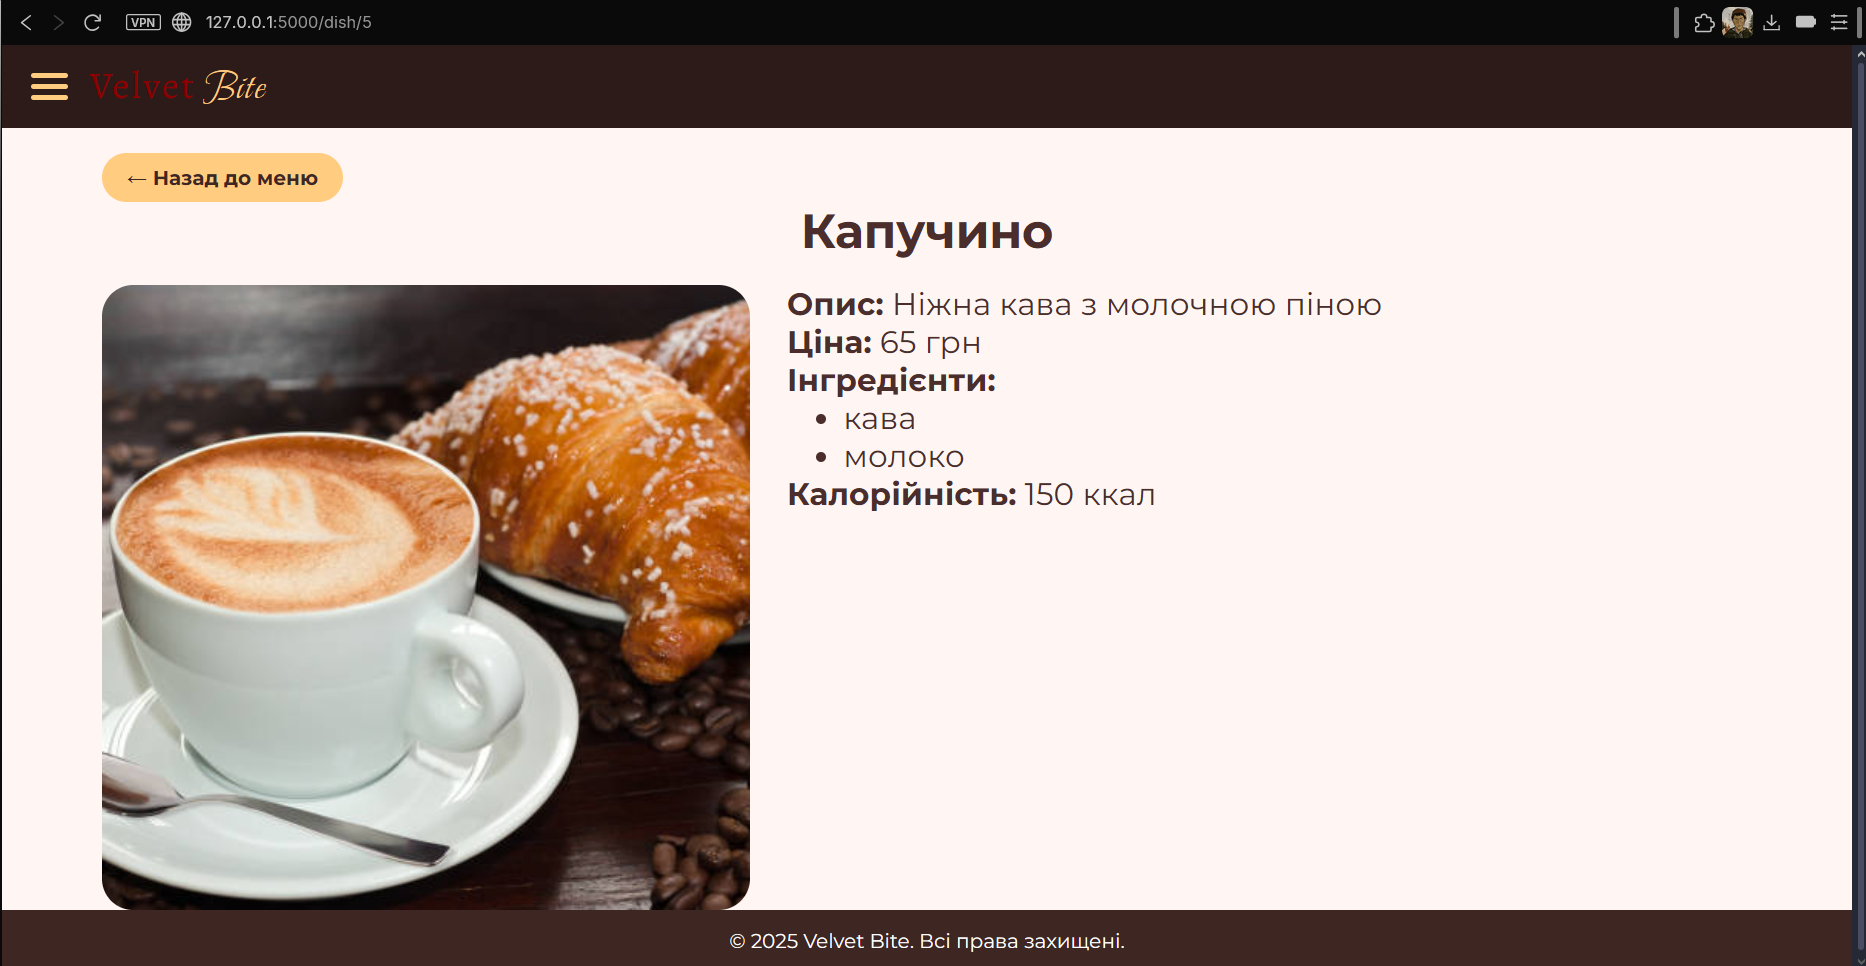 VPN
127.0.0.1:5000/dish/5
Velvet Bite
← Назад до меню
Капучино
Опис: Ніжна кава з молочною піною
Ціна: 65 грн
Інгредієнти:
• кава
• молоко
Калорійність: 150 ккал
© 2025 Velvet Bite. Всі права захищені.